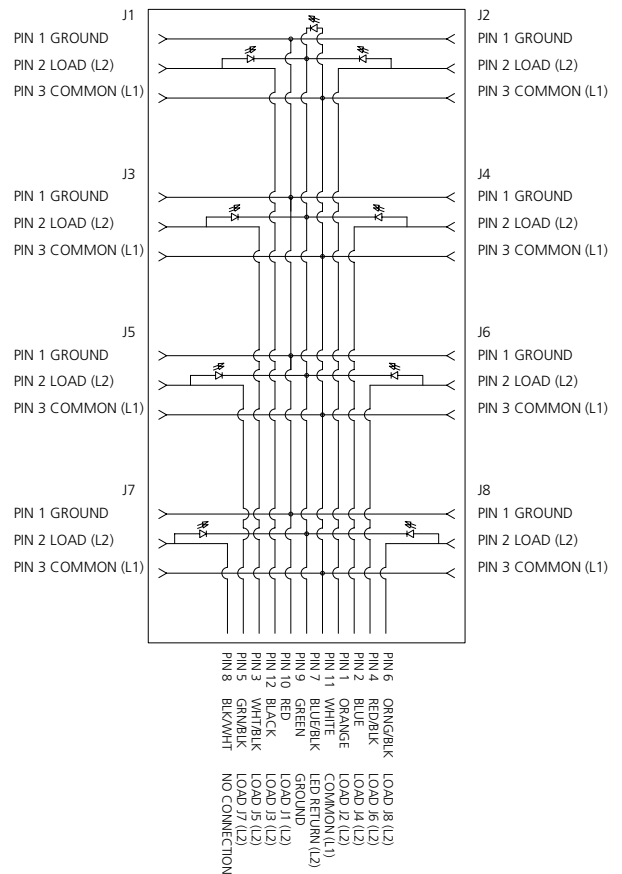 J1
PIN 1 GROUND
PIN 2 LOAD (L2)
PIN 3 COMMON (L1)
J2
PIN 1 GROUND
PIN 2 LOAD (L2)
PIN 3 COMMON (L1)
J3
PIN 1 GROUND
PIN 2 LOAD (L2)
PIN 3 COMMON (L1)
J4
PIN 1 GROUND
PIN 2 LOAD (L2)
PIN 3 COMMON (L1)
J5
PIN 1 GROUND
PIN 2 LOAD (L2)
PIN 3 COMMON (L1)
J6
PIN 1 GROUND
PIN 2 LOAD (L2)
PIN 3 COMMON (L1)
J7
PIN 1 GROUND
PIN 2 LOAD (L2)
PIN 3 COMMON (L1)
J8
PIN 1 GROUND
PIN 2 LOAD (L2)
PIN 3 COMMON (L1)
PIN 6 ORNG/BLK LOAD J8 (L2)
PIN 4 RED/BLK LOAD J6 (L2)
PIN 2 BLUE LOAD J4 (L2)
PIN 1 ORANGE LOAD J2 (L2)
PIN 11 WHITE COMMON (L1)
PIN 7 BLUE/BLK LED RETURN (L2)
PIN 9 GREEN GROUND
PIN 10 RED LOAD J1 (L2)
PIN 12 BLACK LOAD J3 (L2)
PIN 3 WHT/BLK LOAD J5 (L2)
PIN 5 GRN/BLK LOAD J7 (L2)
PIN 8 BLK/WHT NO CONNECTION